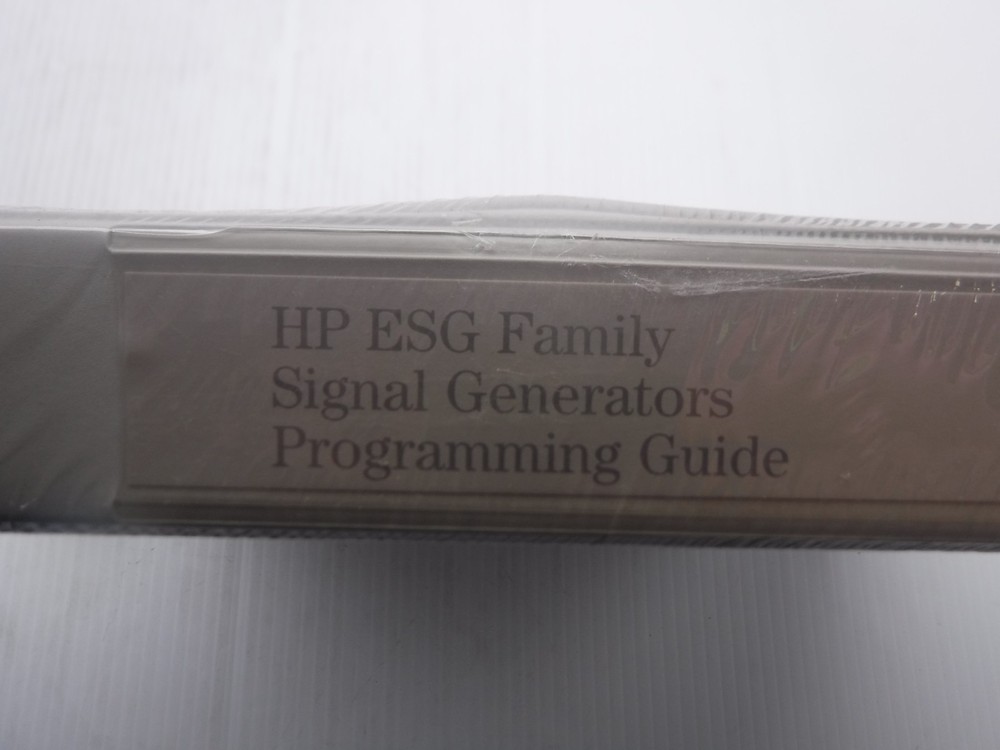 HP ESG Family
Signal Generators
Programming Guide